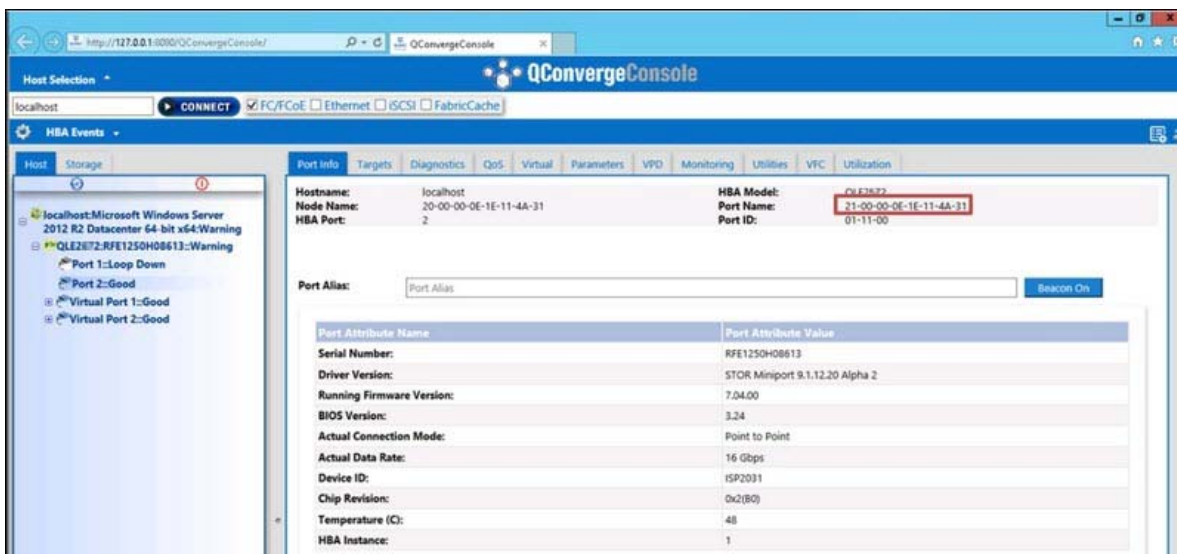 http://127.0.0.1:8080/QConvergeConsole/
QConvergeConsole
Host Selection
QConvergeConsole
localhost
CONNECT
FC/FCoE Ethernet iSCSI FabricCache
HBA Events
Host Storage
localhost:Microsoft Windows Server
2012 R2 Datacenter 64-bit x64:Warning
QLE2672:RFE1250H08613::Warning
Port 1::Loop Down
Port 2::Good
Virtual Port 1::Good
Virtual Port 2::Good
Port Info Targets Diagnostics QoS Virtual Parameters VPD Monitoring Utilities VFC Utilization
Hostname: localhost HBA Model: QLE2672
Node Name: 20-00-00-0E-1E-11-4A-31 Port Name: 21-00-00-0E-1E-11-4A-31
HBA Port: 2 Port ID: 01-11-00
Port Alias: Port Alias Beacon On
Port Attribute Name Port Attribute Value
Serial Number: RFE1250H08613
Driver Version: STOR Miniport 9.1.12.20 Alpha 2
Running Firmware Version: 7.04.00
BIOS Version: 3.24
Actual Connection Mode: Point to Point
Actual Data Rate: 16 Gbps
Device ID: ISP2031
Chip Revision: 0x2(B0)
Temperature (C): 48
HBA Instance: 1